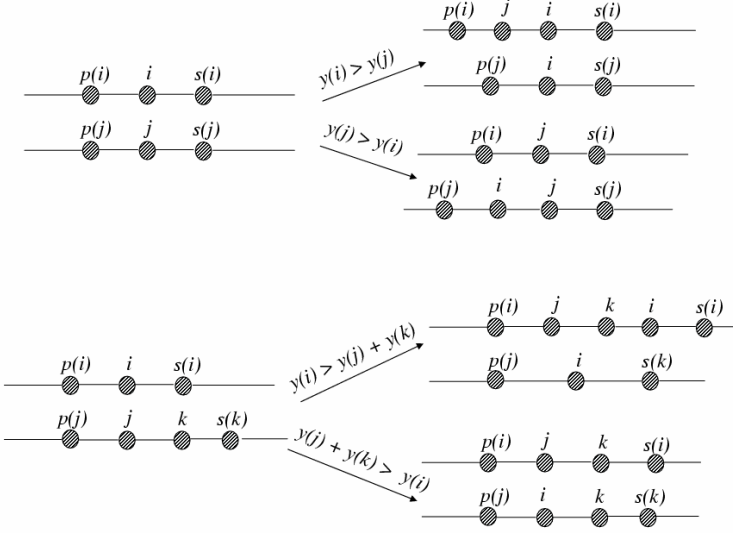 p(i) i s(i)
p(j) j s(j)
y(i) > y(j)
y(j) > y(i)
p(i) j i s(i)
p(j) i s(j)
p(i) j s(i)
p(j) i j s(j)
p(i) i s(i)
p(j) j k s(k)
y(i) > y(j) + y(k)
y(j) + y(k) > y(i)
p(i) j k i s(i)
p(j) i s(k)
p(i) j k s(i)
p(j) i k s(k)